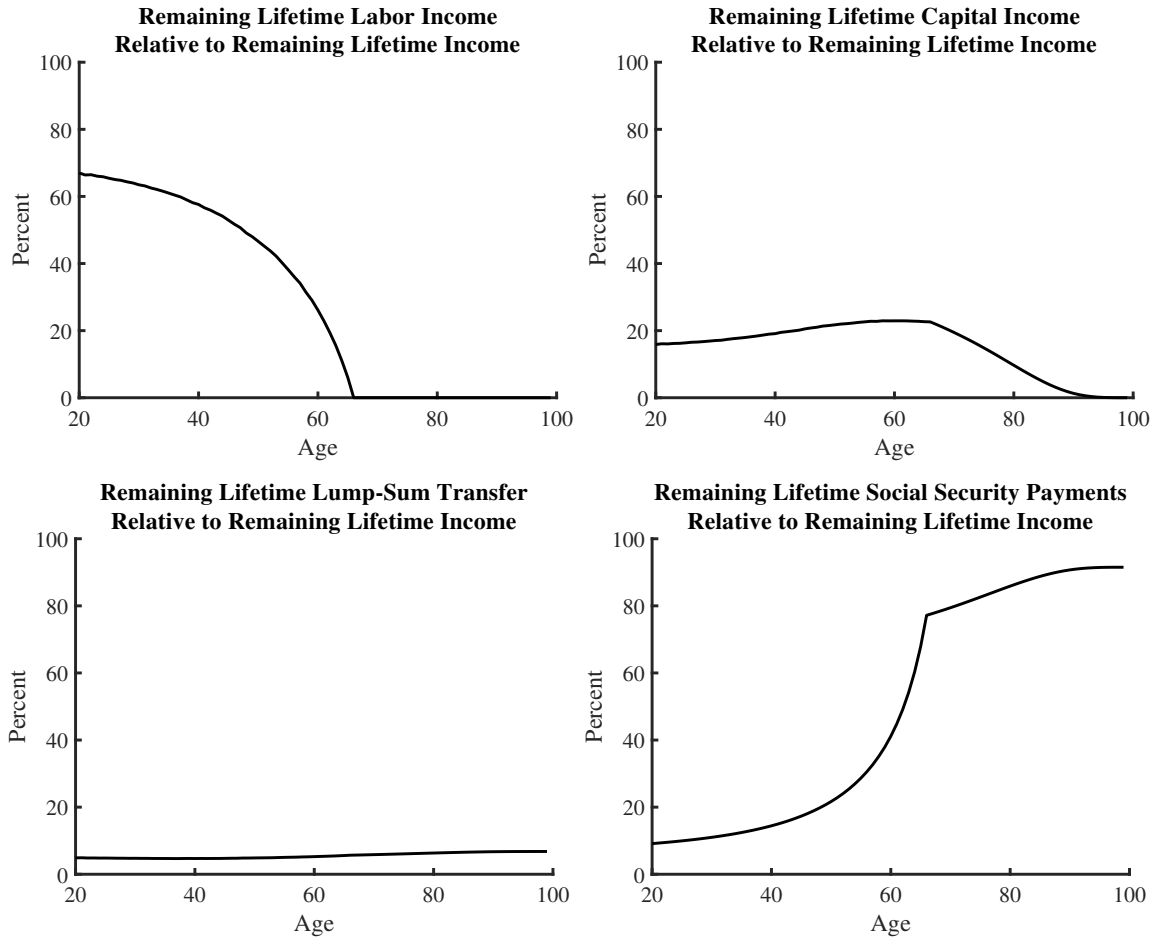 Remaining Lifetime Labor Income
Relative to Remaining Lifetime Income
100
80
60
40
20
0
Percent
20 40 60 80 100
Age
Remaining Lifetime Capital Income
Relative to Remaining Lifetime Income
100
80
60
40
20
0
Percent
20 40 60 80 100
Age
Remaining Lifetime Lump-Sum Transfer
Relative to Remaining Lifetime Income
100
80
60
40
20
0
Percent
20 40 60 80 100
Age
Remaining Lifetime Social Security Payments
Relative to Remaining Lifetime Income
100
80
60
40
20
0
Percent
20 40 60 80 100
Age